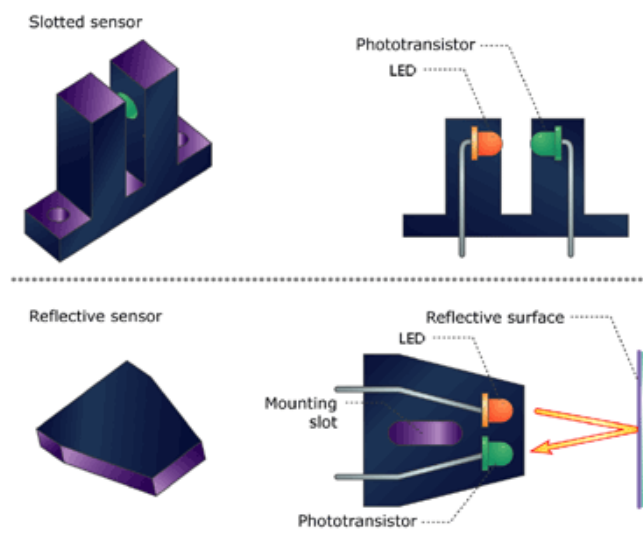 Slotted sensor
Phototransistor
LED
Reflective sensor
Reflective surface
LED
Mounting
slot
Phototransistor